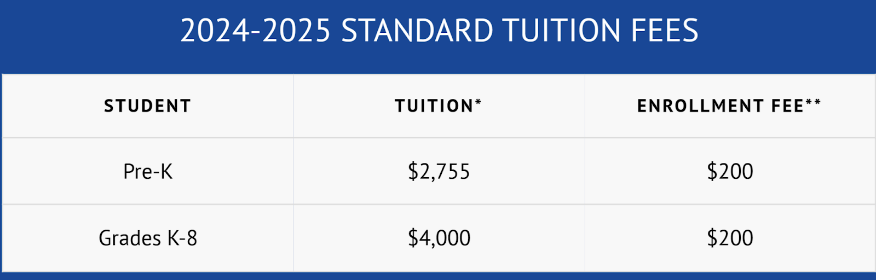 2024-2025 STANDARD TUITION FEES
STUDENT TUITION* ENROLLMENT FEE**
Pre-K $2,755 $200
Grades K-8 $4,000 $200